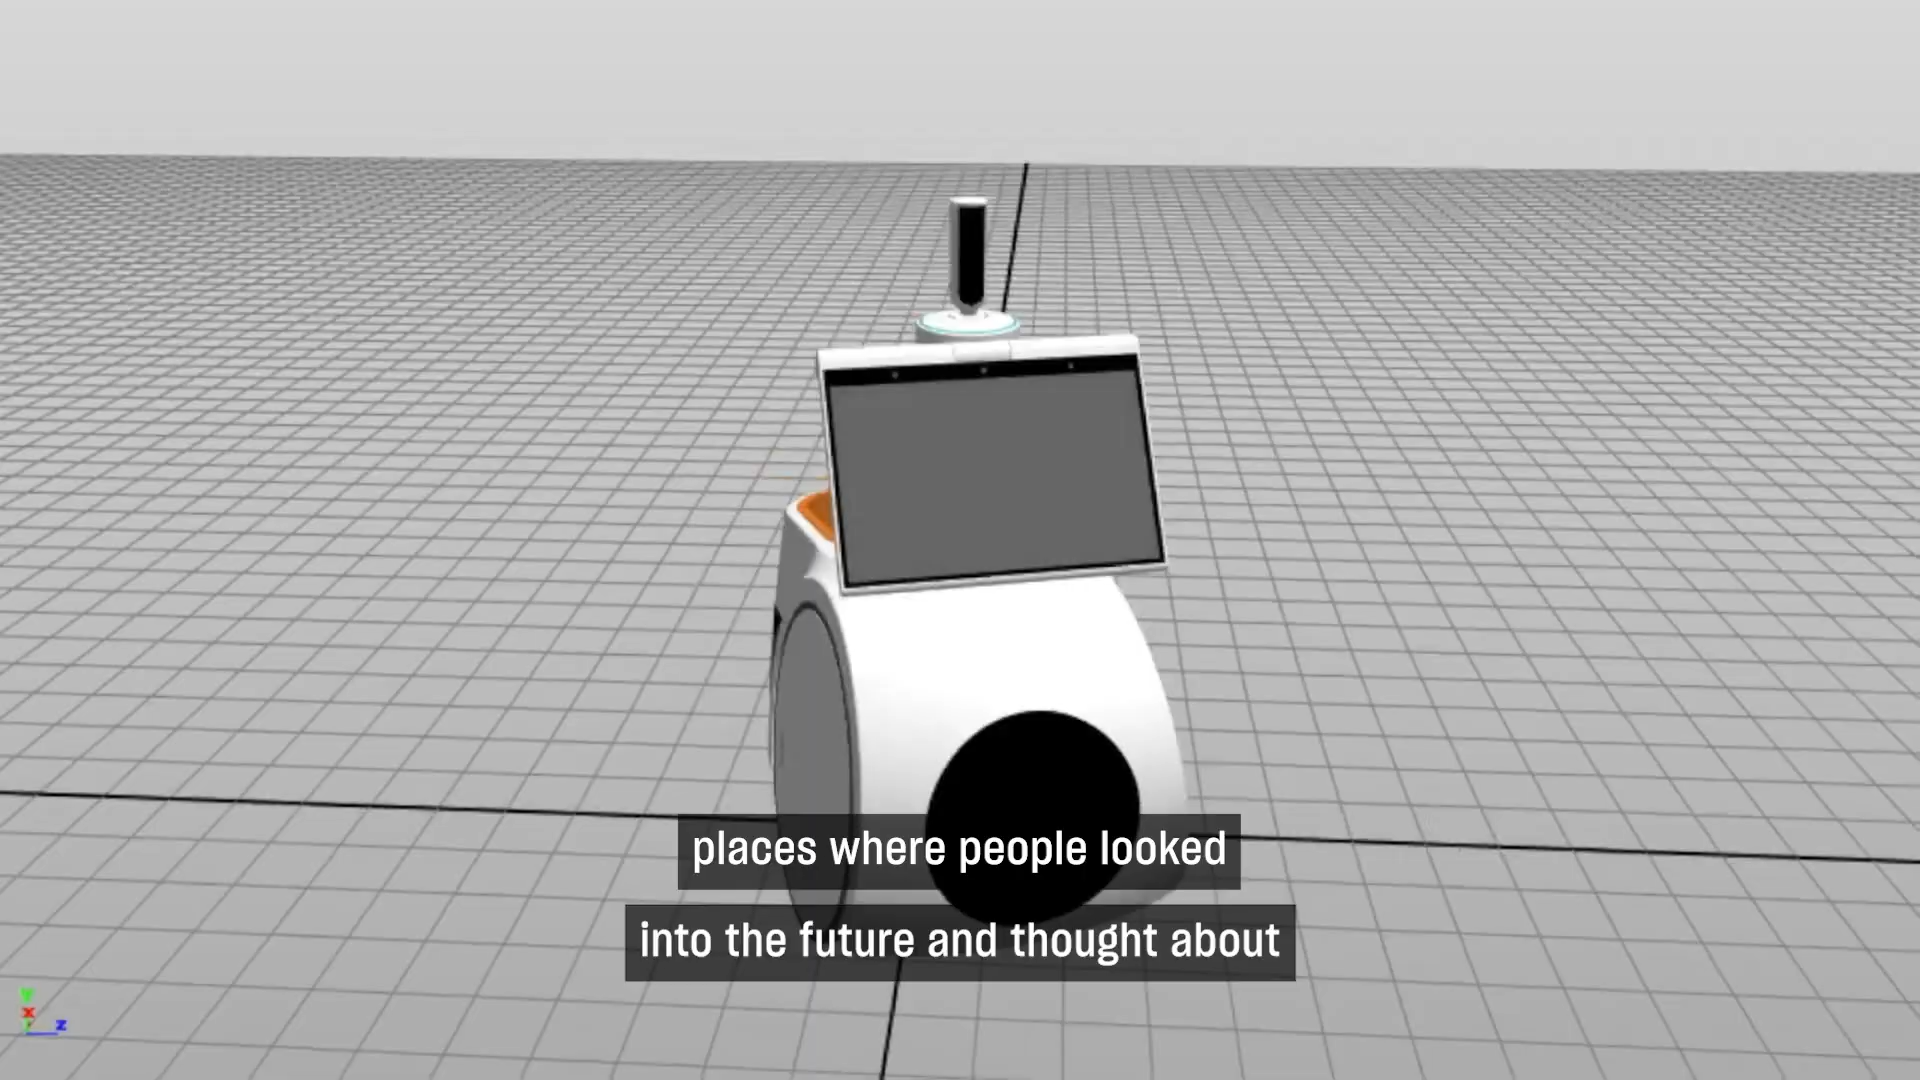 places where people looked
into the future and thought about
Y
X
Z